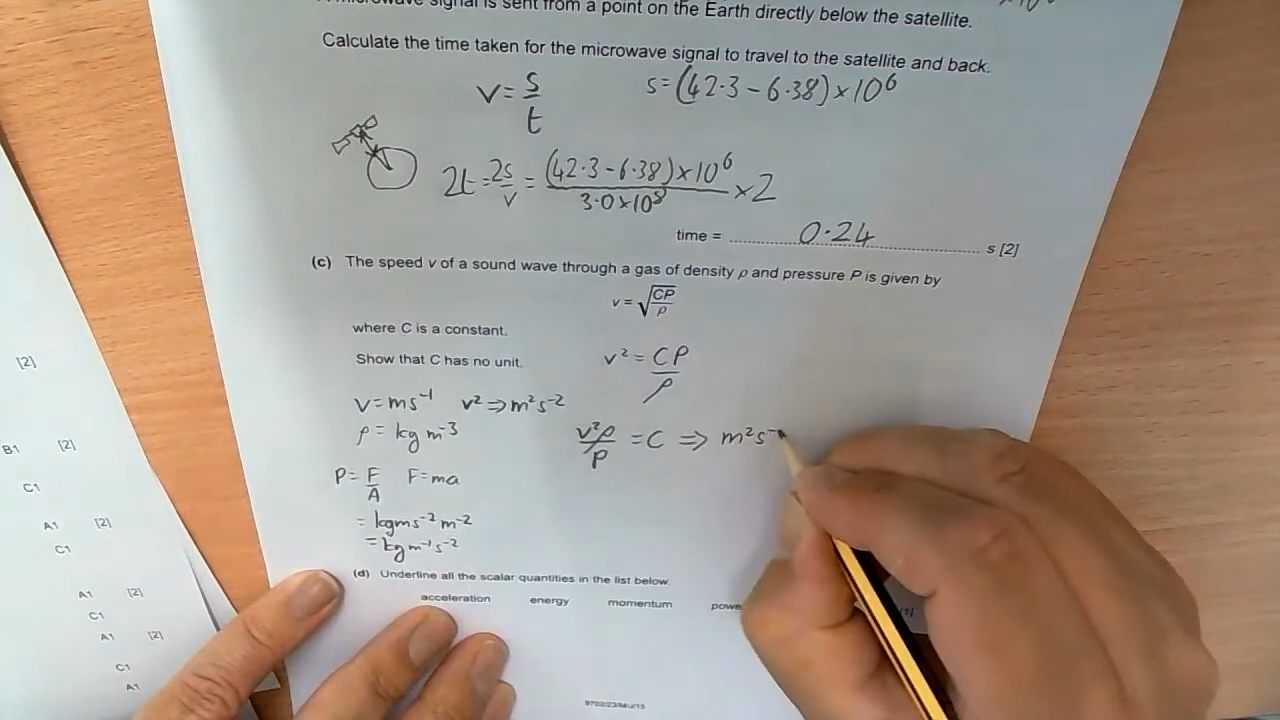 signal is sent from a point on the Earth directly below the satellite.
Calculate the time taken for the microwave signal to travel to the satellite and back.
v = s/t
s = (42.3 - 6.38) × 10⁶
2t = 2s/v = (42.3 - 6.38) × 10⁶ / 3.0 × 10⁸ × 2
time = 0.24 s [2]
(c) The speed v of a sound wave through a gas of density ρ and pressure P is given by
v = √(CP/ρ)
where C is a constant.
Show that C has no unit.
v² = CP/ρ
v = ms⁻¹ v² ⇒ m²s⁻²
ρ = kg m⁻³
v²ρ/P = C ⇒ m²s⁻
P = F/A F = ma
= kgms⁻² m⁻²
= kg m⁻¹ s⁻²
(d) Underline all the scalar quantities in the list below.
acceleration energy momentum
[2]
B1 [2]
C1
A1 [2]
C1
A1 [2]
C1
A1 [2]
C1
A1